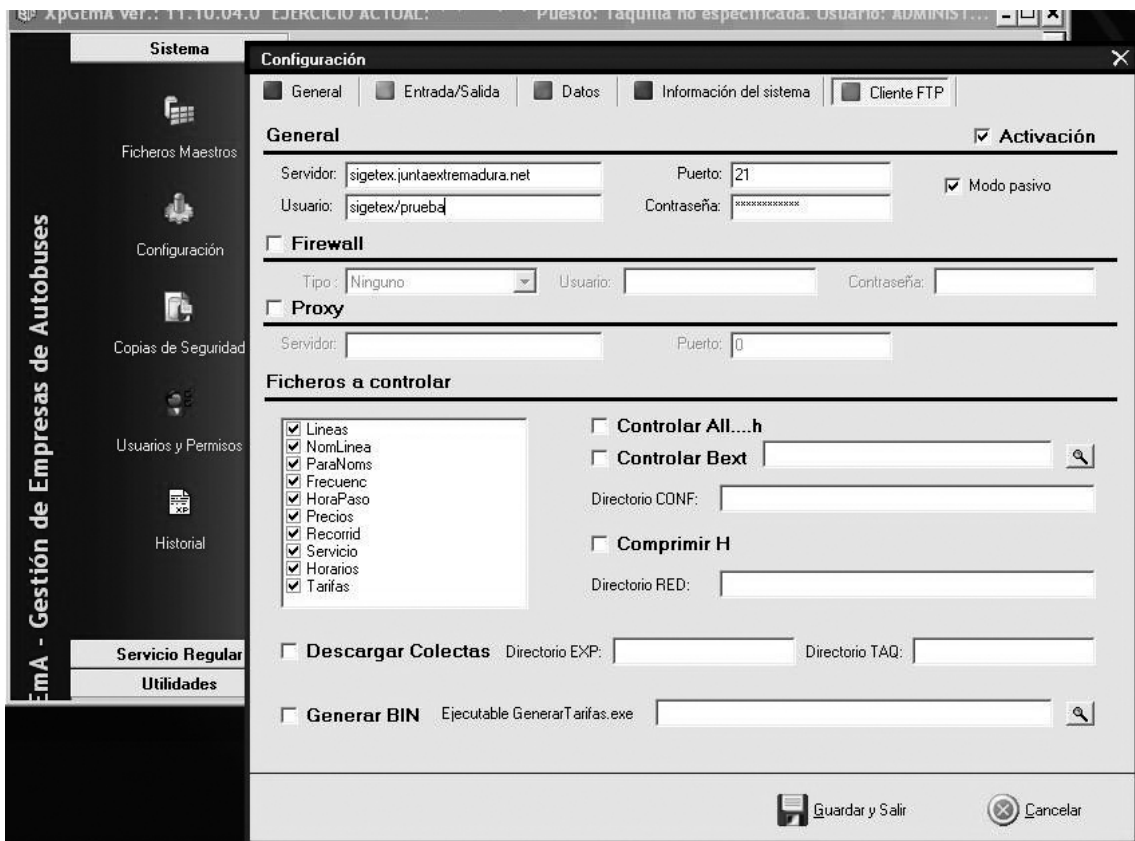 XpGEmA Ver.: 11.10.04.0 EJERCICIO ACTUAL: Puesto: Taquilla no especificada. Usuario: ADMINIST...
EmA - Gestión de Empresas de Autobuses
Sistema
Ficheros Maestros
Configuración
Copias de Seguridad
Usuarios y Permisos
Historial
Servicio Regular
Utilidades
Configuración
General Entrada/Salida Datos Información del sistema Cliente FTP
General Activación
Servidor: sigetex.juntaextremadura.net Puerto: 21 Modo pasivo
Usuario: sigetex/prueba Contraseña: ************
Firewall
Tipo : Ninguno Usuario: Contraseña:
Proxy
Servidor: Puerto: 0
Ficheros a controlar
Lineas
NomLinea
ParaNoms
Frecuenc
HoraPaso
Precios
Recorrid
Servicio
Horarios
Tarifas
Controlar All....h
Controlar Bext
Directorio CONF:
Comprimir H
Directorio RED:
Descargar Colectas Directorio EXP: Directorio TAQ:
Generar BIN Ejecutable GenerarTarifas.exe
Guardar y Salir Cancelar